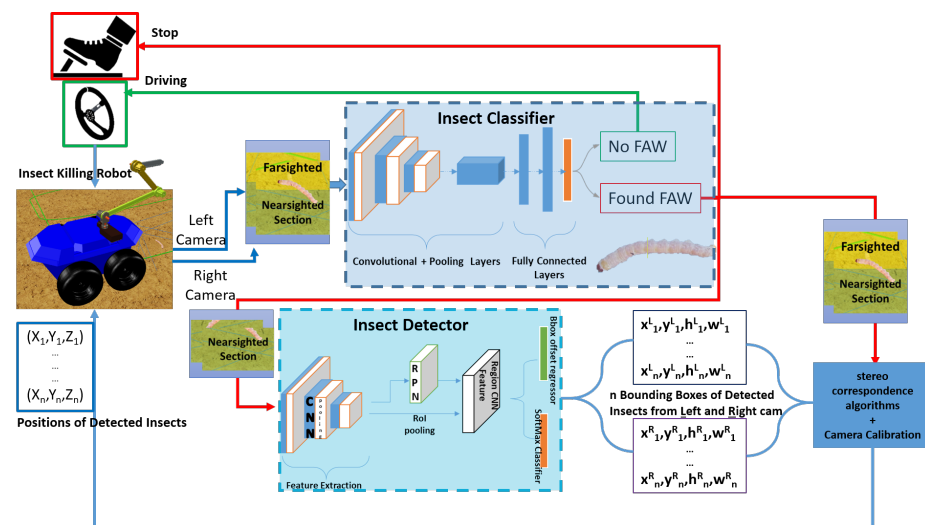 Stop
Driving
Insect Killing Robot
Left
Camera
Right
Camera
Farsighted
Nearsighted
Section
Insect Classifier
No FAW
Found FAW
Convolutional + Pooling Layers
Fully Connected
Layers
Farsighted
Nearsighted
Section
Nearsighted
Section
Insect Detector
CNN
pooling
RPN
RoI
pooling
Region CNN
Feature
Bbox offset regressor
SoftMax Classifier
Feature Extraction
xᴸ₁,yᴸ₁,hᴸ₁,wᴸ₁
...
...
xᴸₙ,yᴸₙ,hᴸₙ,wᴸₙ
n Bounding Boxes of Detected
Insects from Left and Right cam
xᴿ₁,yᴿ₁,hᴿ₁,wᴿ₁
...
...
xᴿₙ,yᴿₙ,hᴿₙ,wᴿₙ
stereo
correspondence
algorithms
+
Camera Calibration
(X₁,Y₁,Z₁)
...
...
(Xₙ,Yₙ,Zₙ)
Positions of Detected Insects